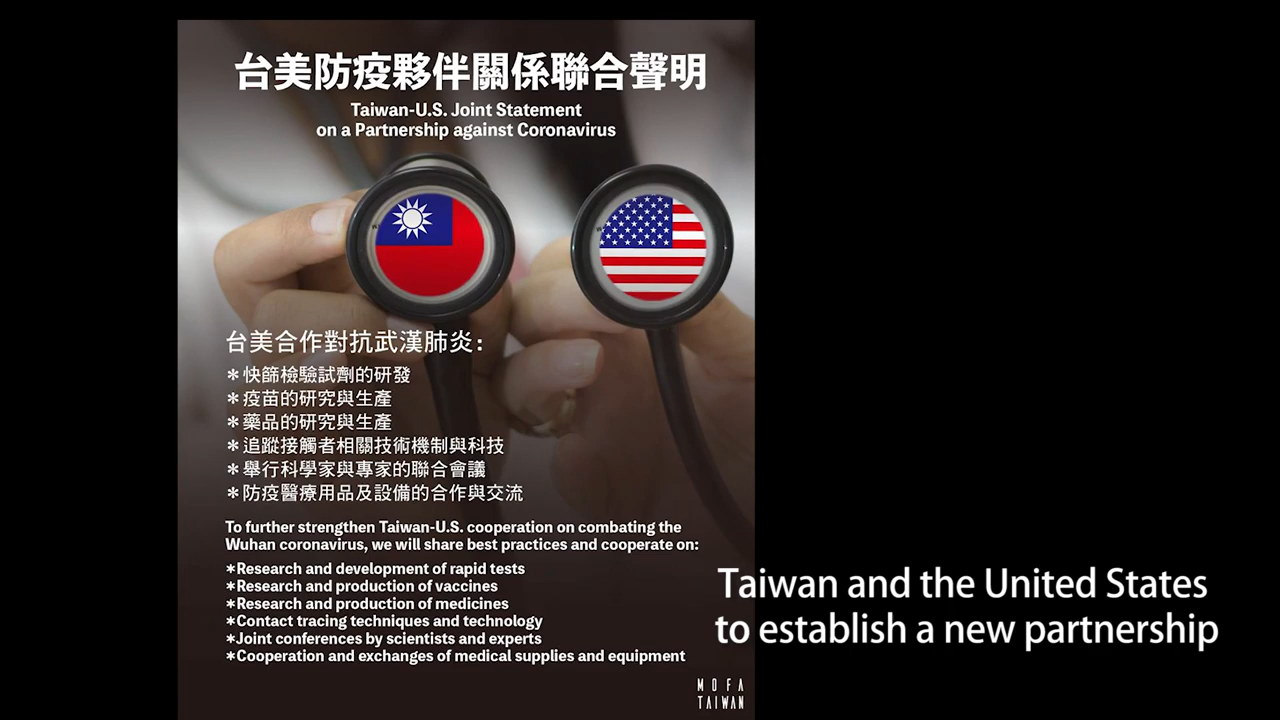 台美防疫夥伴關係聯合聲明
Taiwan-U.S. Joint Statement
on a Partnership against Coronavirus
台美合作對抗武漢肺炎：
＊快篩檢驗試劑的研發
＊疫苗的研究與生產
＊藥品的研究與生產
＊追蹤接觸者相關技術機制與科技
＊舉行科學家與專家的聯合會議
＊防疫醫療用品及設備的合作與交流
To further strengthen Taiwan-U.S. cooperation on combating the
Wuhan coronavirus, we will share best practices and cooperate on:
*Research and development of rapid tests
*Research and production of vaccines
*Research and production of medicines
*Contact tracing techniques and technology
*Joint conferences by scientists and experts
*Cooperation and exchanges of medical supplies and equipment
MOFA
TAIWAN
Taiwan and the United States
to establish a new partnership